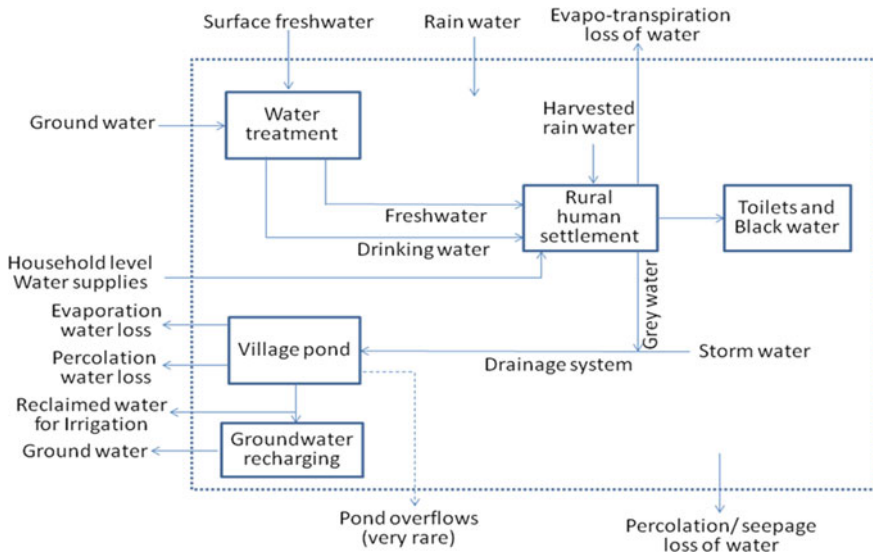 Surface freshwater
Rain water
Evapo-transpiration
loss of water
Ground water
Water
treatment
Harvested
rain water
Freshwater
Drinking water
Rural
human
settlement
Toilets and
Black water
Household level
Water supplies
Grey water
Evaporation
water loss
Village pond
Percolation
water loss
Drainage system
Storm water
Reclaimed water
for Irrigation
Ground water
Groundwater
recharging
Pond overflows
(very rare)
Percolation/ seepage
loss of water